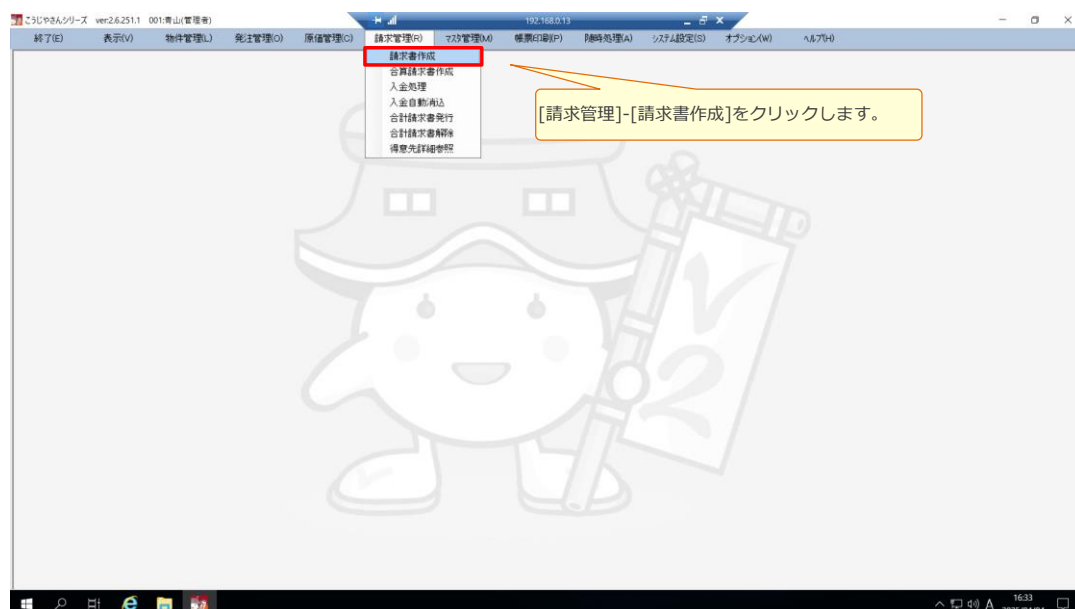 こうじやさんシリーズ ver.2.6.251.1 001:青山(管理者)
192.168.0.13
終了(E) 表示(V) 物件管理(L) 発注管理(O) 原価管理(C) 請求管理(R) マスタ管理(M) 帳票印刷(P) 随時処理(A) システム設定(S) オプション(W) ヘルプ(H)
請求書作成
合算請求書作成
入金処理
入金自動消込
合計請求書発行
合計請求書解除
得意先詳細参照
[請求管理]-[請求書作成]をクリックします。
V2
A 16:33